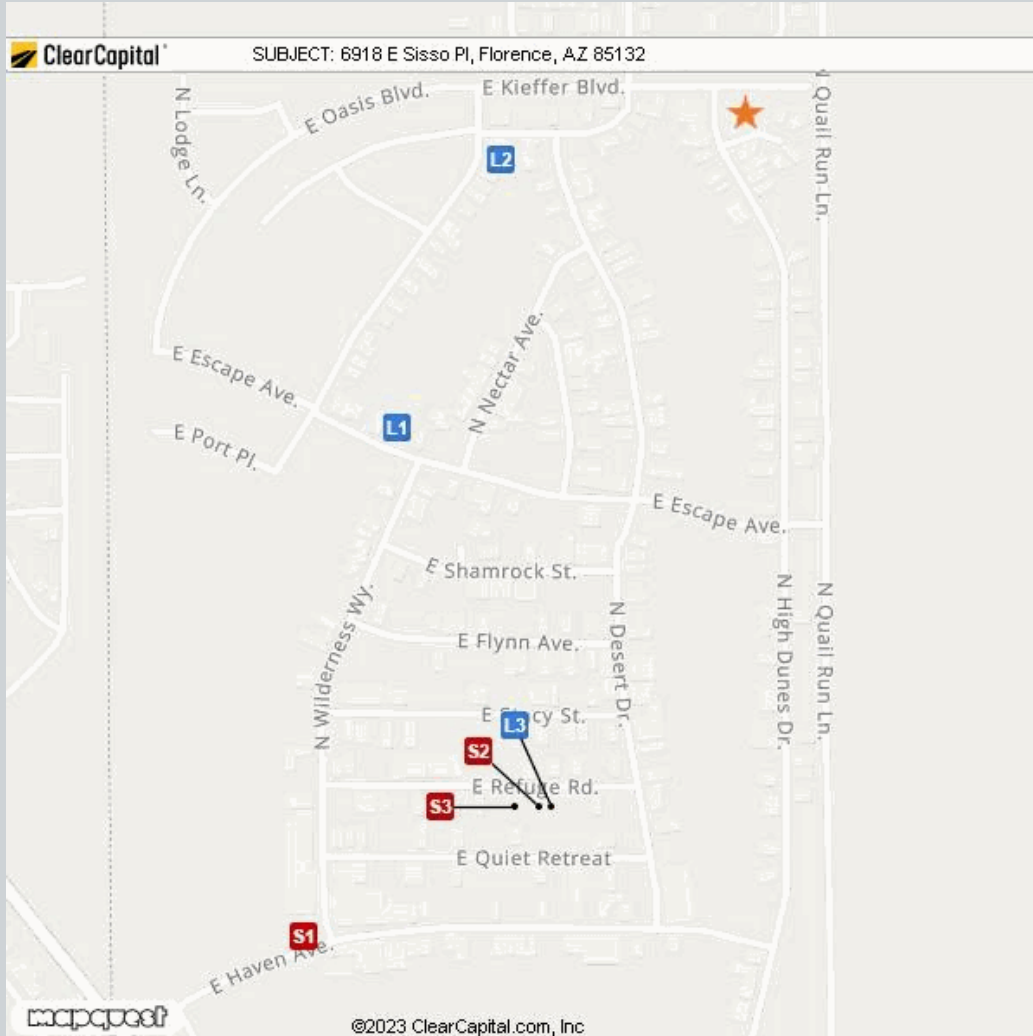 ClearCapital
SUBJECT: 6918 E Sisso Pl, Florence, AZ 85132
N Lodge Ln.
E Oasis Blvd.
E Kieffer Blvd.
N Quail Run Ln.
L2
N Nectar Ave.
E Escape Ave.
E Port Pl.
L1
E Escape Ave.
E Shamrock St.
N Wilderness Wy.
E Flynn Ave.
N Desert Dr.
N High Dunes Dr.
N Quail Run Ln.
E Stacy St.
L3
S2
E Refuge Rd.
S3
E Quiet Retreat
S1
E Haven Ave.
mapquest
©2023 ClearCapital.com, Inc